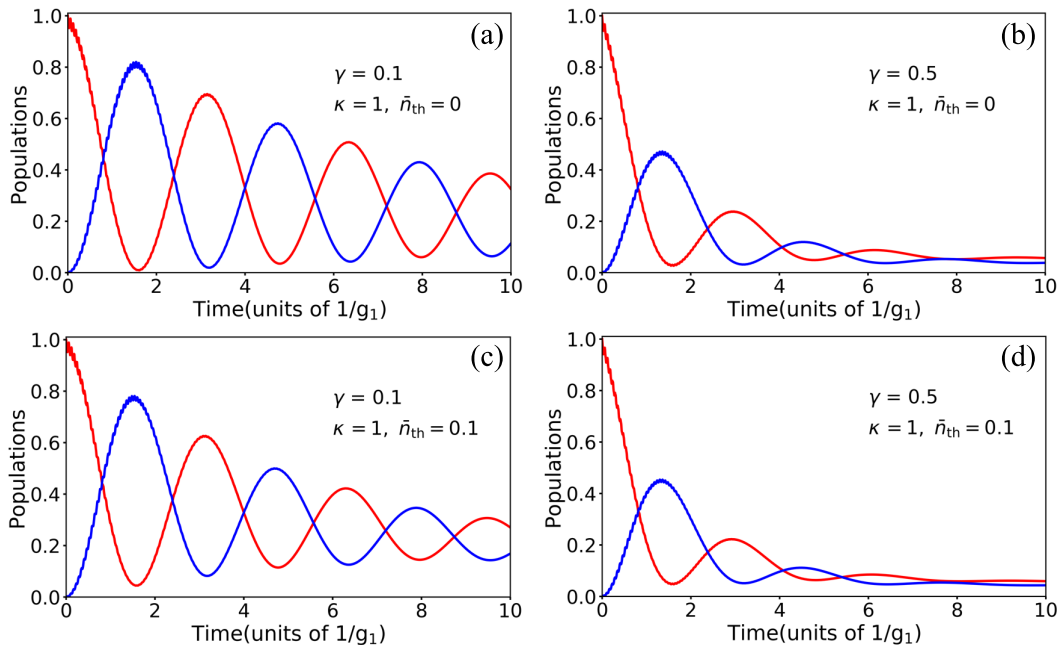 (a)
γ = 0.1
κ = 1, n̄th = 0
Populations
1.0
0.8
0.6
0.4
0.2
0.0
0 2 4 6 8 10
Time(units of 1/g₁)
(b)
γ = 0.5
κ = 1, n̄th = 0
Populations
1.0
0.8
0.6
0.4
0.2
0.0
0 2 4 6 8 10
Time(units of 1/g₁)
(c)
γ = 0.1
κ = 1, n̄th = 0.1
Populations
1.0
0.8
0.6
0.4
0.2
0.0
0 2 4 6 8 10
Time(units of 1/g₁)
(d)
γ = 0.5
κ = 1, n̄th = 0.1
Populations
1.0
0.8
0.6
0.4
0.2
0.0
0 2 4 6 8 10
Time(units of 1/g₁)